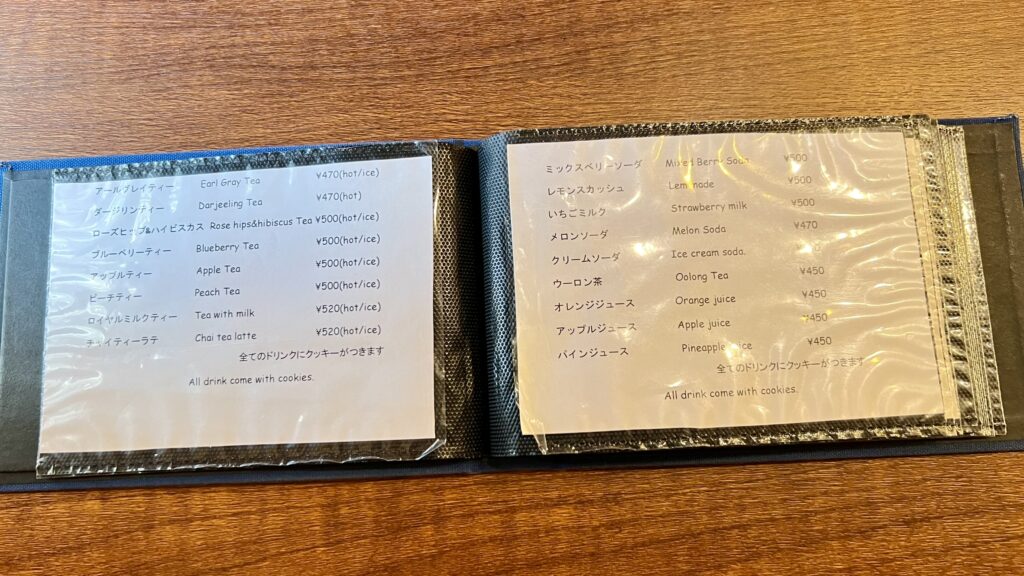 アールグレイティー Earl Gray Tea ¥470(hot/ice)
ダージリンティー Darjeeling Tea ¥470(hot)
ローズヒップ&ハイビスカス Rose hips&hibiscus Tea ¥500(hot/ice)
ブルーベリーティー Blueberry Tea ¥500(hot/ice)
アップルティー Apple Tea ¥500(hot/ice)
ピーチティー Peach Tea ¥500(hot/ice)
ロイヤルミルクティー Tea with milk ¥520(hot/ice)
チャイティーラテ Chai tea latte ¥520(hot/ice)
全てのドリンクにクッキーがつきます
All drink come with cookies.
ミックスベリーソーダ Mixed Berry Soda ¥500
レモンスカッシュ Lemonade ¥500
いちごミルク Strawberry milk ¥500
メロンソーダ Melon Soda ¥470
クリームソーダ Ice cream soda.
ウーロン茶 Oolong Tea ¥450
オレンジジュース Orange juice ¥450
アップルジュース Apple juice ¥450
パインジュース Pineapple juice ¥450
全てのドリンクにクッキーがつきます
All drink come with cookies.